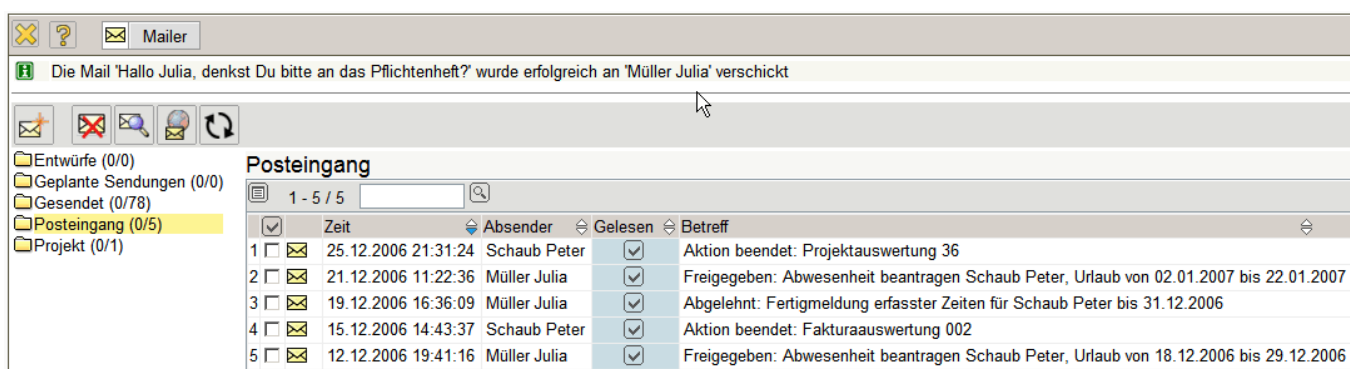 Mailer
Die Mail 'Hallo Julia, denkst Du bitte an das Pflichtenheft?' wurde erfolgreich an 'Müller Julia' verschickt
Entwürfe (0/0)
Geplante Sendungen (0/0)
Gesendet (0/78)
Posteingang (0/5)
Projekt (0/1)
Posteingang
1 - 5 / 5
Zeit Absender Gelesen Betreff
1 25.12.2006 21:31:24 Schaub Peter Aktion beendet: Projektauswertung 36
2 21.12.2006 11:22:36 Müller Julia Freigegeben: Abwesenheit beantragen Schaub Peter, Urlaub von 02.01.2007 bis 22.01.2007
3 19.12.2006 16:36:09 Müller Julia Abgelehnt: Fertigmeldung erfasster Zeiten für Schaub Peter bis 31.12.2006
4 15.12.2006 14:43:37 Schaub Peter Aktion beendet: Fakturaauswertung 002
5 12.12.2006 19:41:16 Müller Julia Freigegeben: Abwesenheit beantragen Schaub Peter, Urlaub von 18.12.2006 bis 29.12.2006